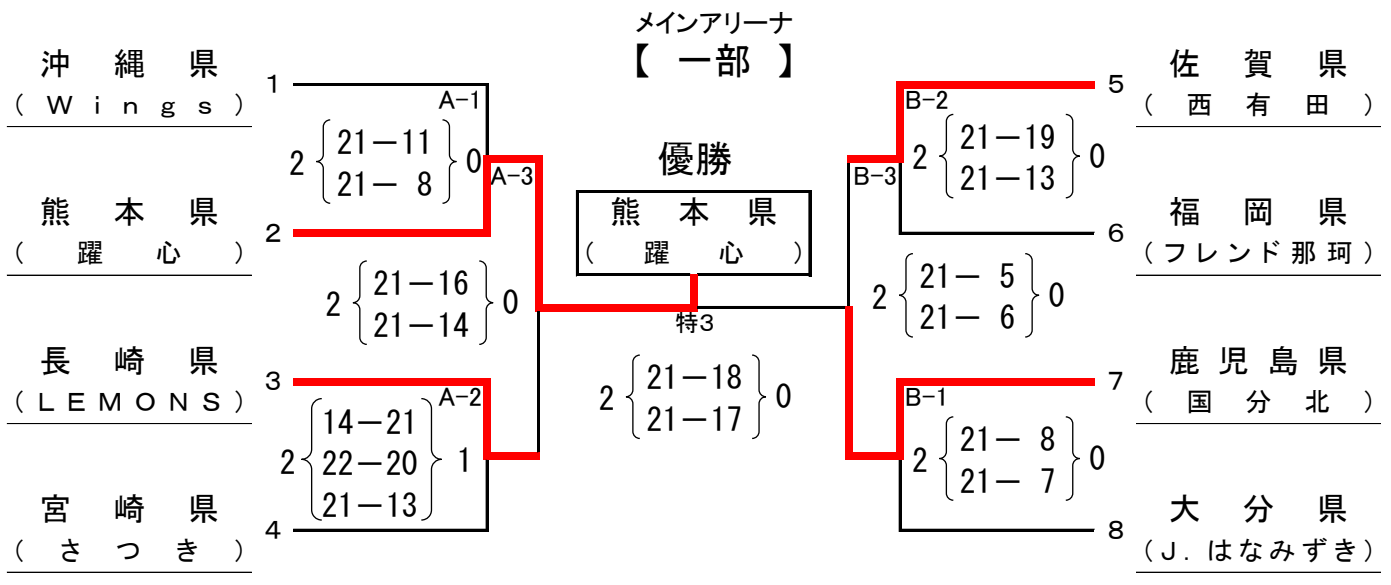 メインアリーナ
【 一部 】
沖縄県
(Wings)
1
A-1
2 { 21-11 } 0
21- 8
熊本県
(躍心)
2
A-3
2 { 21-16 } 0
21-14
長崎県
(LEMONS)
3
A-2
2 { 14-21 } 1
22-20
21-13
宮崎県
(さつき)
4
優勝
熊本県
(躍心)
特3
2 { 21-18 } 0
21-17
佐賀県
(西有田)
5
B-2
2 { 21-19 } 0
21-13
福岡県
(フレンド那珂)
6
B-3
2 { 21- 5 } 0
21- 6
鹿児島県
(国分北)
7
B-1
2 { 21- 8 } 0
21- 7
大分県
(J.はなみずき)
8